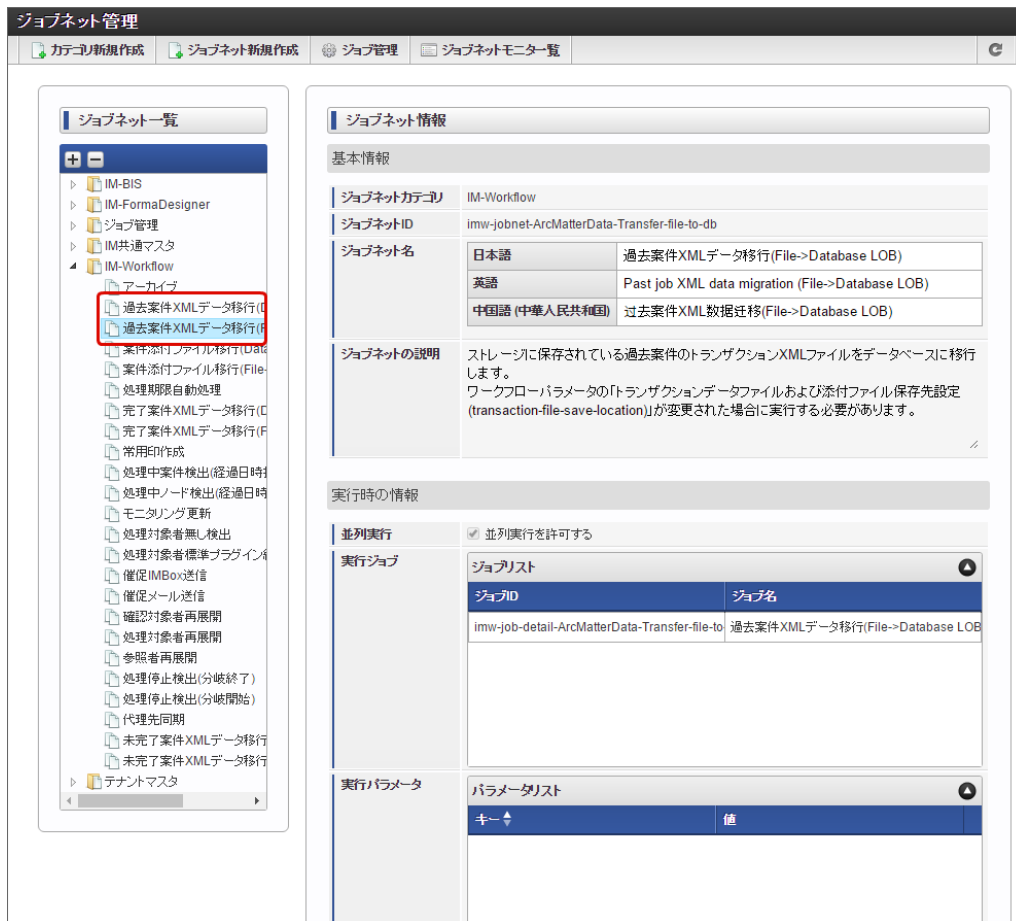 ジョブネット管理
カテゴリ新規作成 ジョブネット新規作成 ジョブ管理 ジョブネットモニタ一覧
ジョブネット一覧
IM-BIS
IM-FormaDesigner
ジョブ管理
IM共通マスタ
IM-Workflow
アーカイブ
過去案件XMLデータ移行(D
過去案件XMLデータ移行(F
案件添付ファイル移行(Data
案件添付ファイル移行(File-
処理期限自動処理
完了案件XMLデータ移行(D
完了案件XMLデータ移行(F
常用印作成
処理中案件検出(経過日時
処理中ノード検出(経過日時
モニタリング更新
処理対象者無し検出
処理対象者標準プラグイン
催促IMBox送信
催促メール送信
確認対象者再展開
処理対象者再展開
参照者再展開
処理停止検出(分岐終了)
処理停止検出(分岐開始)
代理先同期
未完了案件XMLデータ移行
未完了案件XMLデータ移行
テナントマスタ
ジョブネット情報
基本情報
ジョブネットカテゴリ IM-Workflow
ジョブネットID imw-jobnet-ArcMatterData-Transfer-file-to-db
ジョブネット名
日本語 過去案件XMLデータ移行(File->Database LOB)
英語 Past job XML data migration (File->Database LOB)
中国語 (中華人民共和国) 过去案件XML数据迁移(File->Database LOB)
ジョブネットの説明 ストレージに保存されている過去案件のトランザクションXMLファイルをデータベースに移行
します。
ワークフローパラメータの「トランザクションデータファイルおよび添付ファイル保存先設定
(transaction-file-save-location)」が変更された場合に実行する必要があります。
実行時の情報
並列実行 並列実行を許可する
実行ジョブ ジョブリスト
ジョブID ジョブ名
imw-job-detail-ArcMatterData-Transfer-file-to- 過去案件XMLデータ移行(File->Database LOB
実行パラメータ パラメータリスト
キー 値